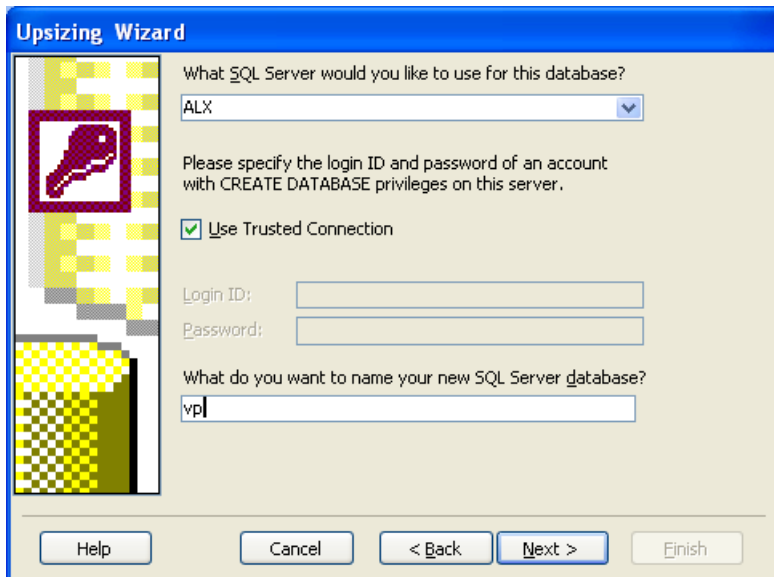 Upsizing Wizard
What SQL Server would you like to use for this database?
ALX
Please specify the login ID and password of an account
with CREATE DATABASE privileges on this server.
Use Trusted Connection
Login ID:
Password:
What do you want to name your new SQL Server database?
vp
Help
Cancel
< Back
Next >
Finish